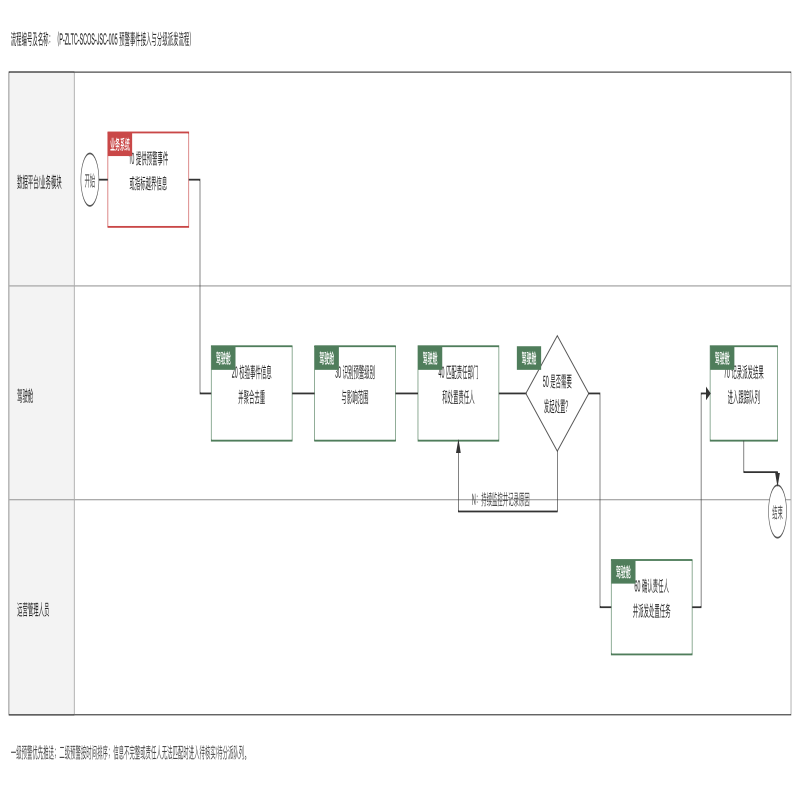 流程编号及名称：（P-ZLTC-SCOS-JSC-005 预警事件接入与分级派发流程）
数据平台/业务模块
开始
业务系统
10 提供预警事件
或指标越界信息
驾驶舱
驾驶舱
20 校验事件信息
并聚合去重
驾驶舱
30 识别预警级别
与影响范围
驾驶舱
40 匹配责任部门
和处置责任人
驾驶舱
50 是否需要
发起处置?
N：持续监控并记录原因
驾驶舱
70 记录派发结果
进入跟踪队列
结束
运营管理人员
驾驶舱
60 确认责任人
并派发处置任务
一级预警优先推送；二级预警按时间排序；信息不完整或责任人无法匹配时进入待核实/待分派队列。